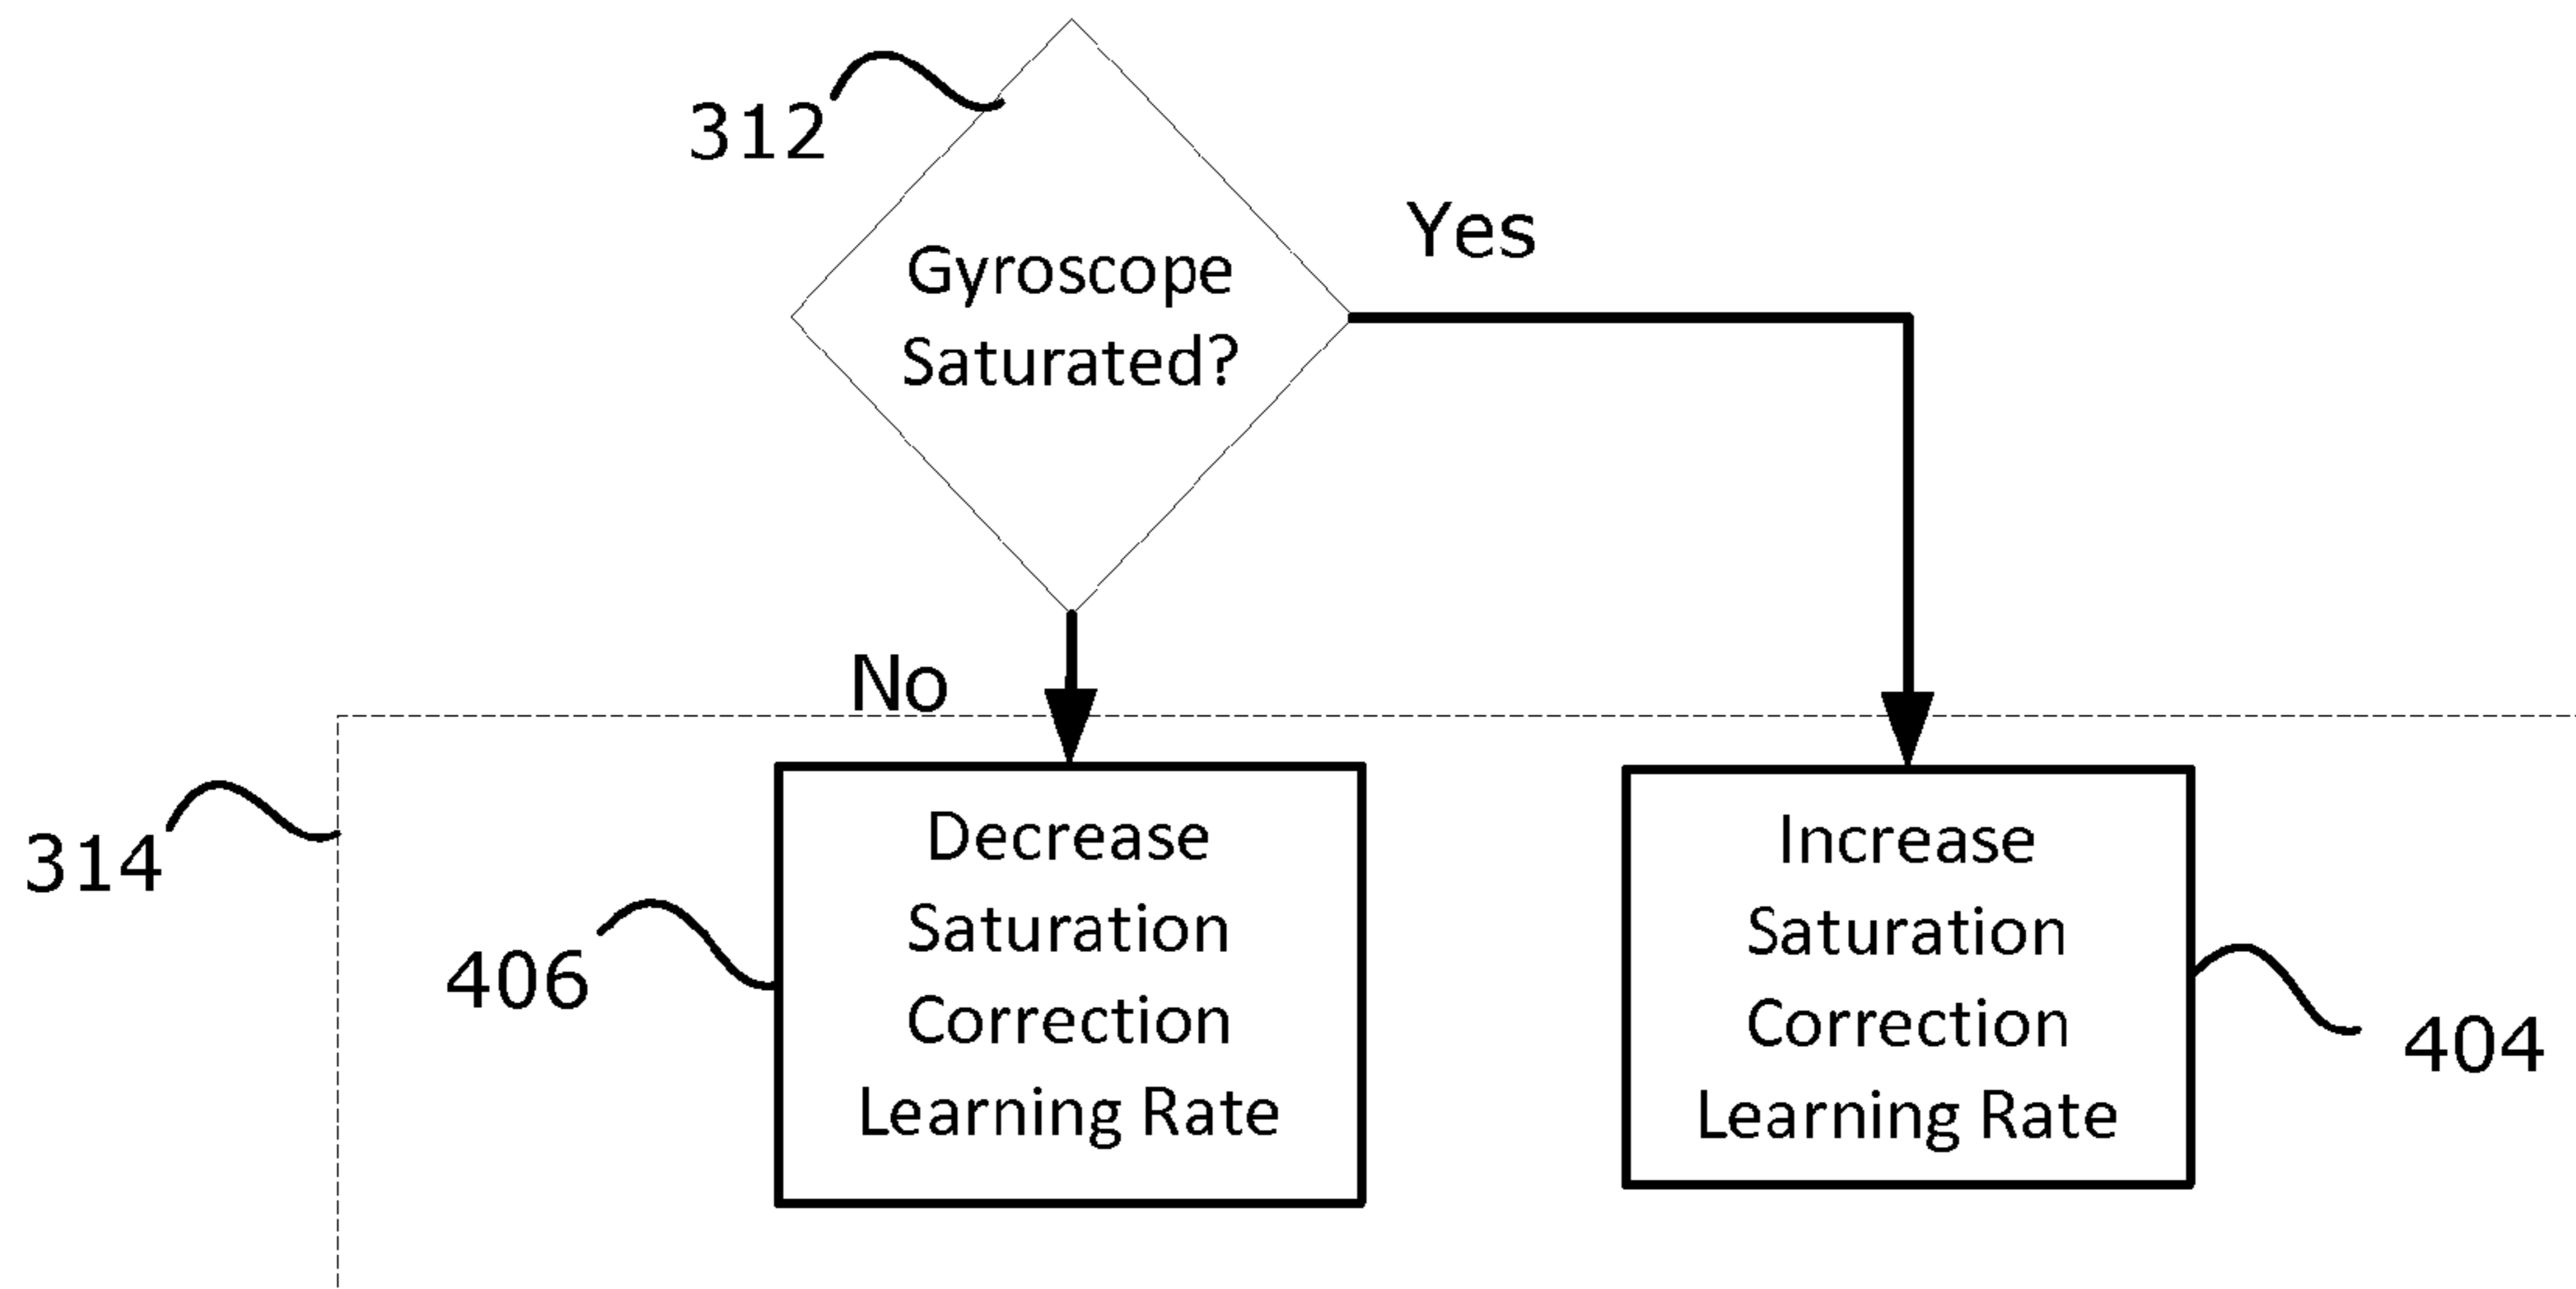 312
Gyroscope
Saturated?
Yes
No
314
406
Decrease
Saturation
Correction
Learning Rate
Increase
Saturation
Correction
Learning Rate
404